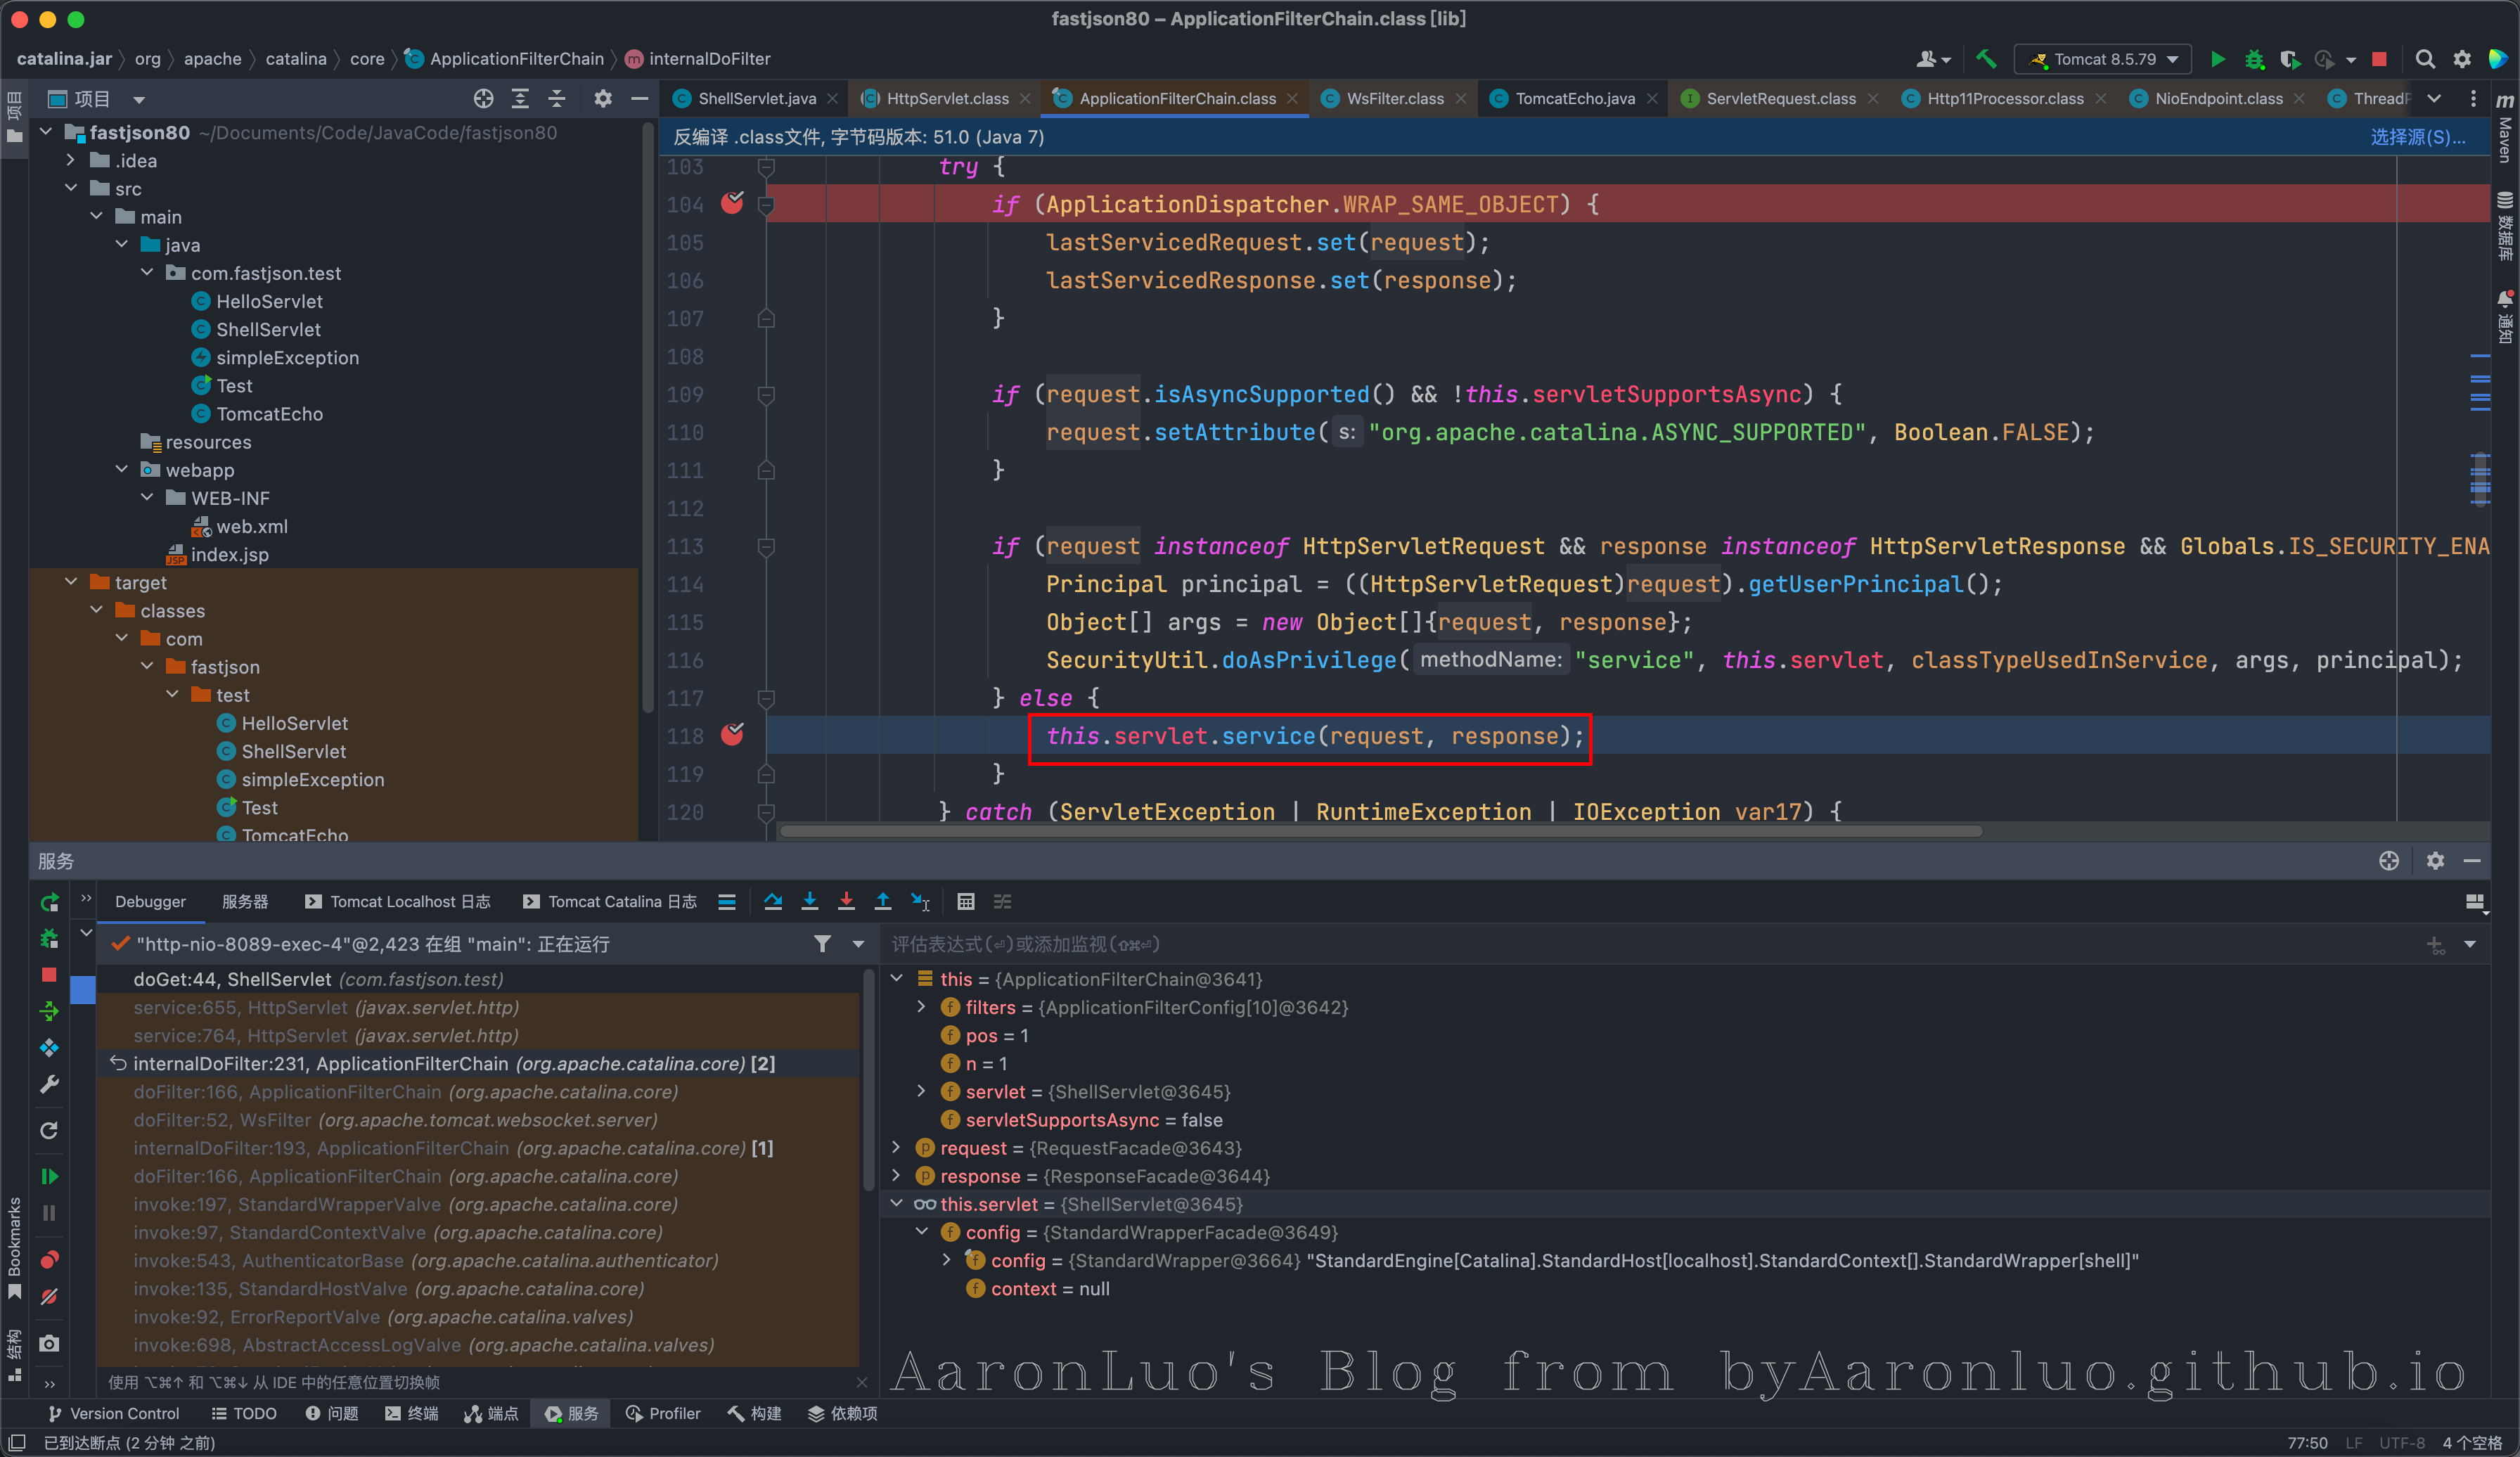 fastjson80 – ApplicationFilterChain.class [lib]
catalina.jar org apache catalina core ApplicationFilterChain internalDoFilter
Tomcat 8.5.79
项目
ShellServlet.java HttpServlet.class ApplicationFilterChain.class WsFilter.class TomcatEcho.java ServletRequest.class Http11Processor.class NioEndpoint.class ThreadP
项目
Maven
数据库
通知
fastjson80 ~/Documents/Code/JavaCode/fastjson80
.idea
src
main
java
com.fastjson.test
HelloServlet
ShellServlet
simpleException
Test
TomcatEcho
resources
webapp
WEB-INF
web.xml
index.jsp
target
classes
com
fastjson
test
HelloServlet
ShellServlet
simpleException
Test
TomcatEcho
反编译 .class文件, 字节码版本: 51.0 (Java 7) 选择源(S)...
103 try {
104 if (ApplicationDispatcher.WRAP_SAME_OBJECT) {
105 lastServicedRequest.set(request);
106 lastServicedResponse.set(response);
107 }
108
109 if (request.isAsyncSupported() && !this.servletSupportsAsync) {
110 request.setAttribute( s: "org.apache.catalina.ASYNC_SUPPORTED", Boolean.FALSE);
111 }
112
113 if (request instanceof HttpServletRequest && response instanceof HttpServletResponse && Globals.IS_SECURITY_ENA
114 Principal principal = ((HttpServletRequest)request).getUserPrincipal();
115 Object[] args = new Object[]{request, response};
116 SecurityUtil.doAsPrivilege( methodName: "service", this.servlet, classTypeUsedInService, args, principal);
117 } else {
118 this.servlet.service(request, response);
119 }
120 } catch (ServletException | RuntimeException | IOException var17) {
服务
Debugger 服务器 Tomcat Localhost 日志 Tomcat Catalina 日志
"http-nio-8089-exec-4"@2,423 在组 "main": 正在运行
doGet:44, ShellServlet (com.fastjson.test)
service:655, HttpServlet (javax.servlet.http)
service:764, HttpServlet (javax.servlet.http)
internalDoFilter:231, ApplicationFilterChain (org.apache.catalina.core) [2]
doFilter:166, ApplicationFilterChain (org.apache.catalina.core)
doFilter:52, WsFilter (org.apache.tomcat.websocket.server)
internalDoFilter:193, ApplicationFilterChain (org.apache.catalina.core) [1]
doFilter:166, ApplicationFilterChain (org.apache.catalina.core)
invoke:197, StandardWrapperValve (org.apache.catalina.core)
invoke:97, StandardContextValve (org.apache.catalina.core)
invoke:543, AuthenticatorBase (org.apache.catalina.authenticator)
invoke:135, StandardHostValve (org.apache.catalina.core)
invoke:92, ErrorReportValve (org.apache.catalina.valves)
invoke:698, AbstractAccessLogValve (org.apache.catalina.valves)
使用 ⌥⌘↑ 和 ⌥⌘↓ 从 IDE 中的任意位置切换帧
评估表达式(⏎)或添加监视(⇧⌘⏎)
this = {ApplicationFilterChain@3641}
filters = {ApplicationFilterConfig[10]@3642}
pos = 1
n = 1
servlet = {ShellServlet@3645}
servletSupportsAsync = false
request = {RequestFacade@3643}
response = {ResponseFacade@3644}
this.servlet = {ShellServlet@3645}
config = {StandardWrapperFacade@3649}
config = {StandardWrapper@3664} "StandardEngine[Catalina].StandardHost[localhost].StandardContext[].StandardWrapper[shell]"
context = null
AaronLuo's Blog from byAaronluo.github.io
Bookmarks
结构
Version Control TODO 问题 终端 端点 服务 Profiler 构建 依赖项
已到达断点 (2 分钟 之前) 77:50 LF UTF-8 4 个空格